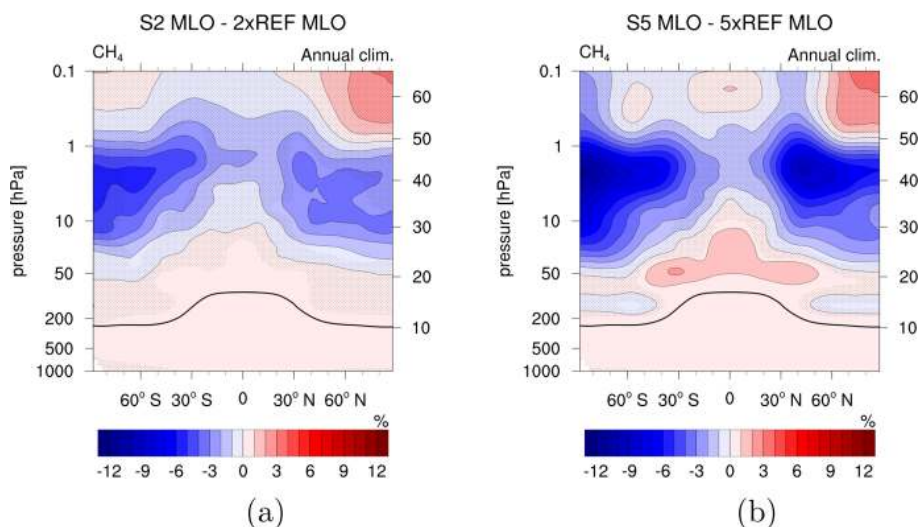 S2 MLO - 2xREF MLO
CH₄ Annual clim.
0.1
1
10
50
200
500
1000
pressure [hPa]
60
50
40
30
20
10
60° S 30° S 0 30° N 60° N
%
-12 -9 -6 -3 0 3 6 9 12
(a)
S5 MLO - 5xREF MLO
CH₄ Annual clim.
0.1
1
10
50
200
500
1000
pressure [hPa]
60
50
40
30
20
10
60° S 30° S 0 30° N 60° N
%
-12 -9 -6 -3 0 3 6 9 12
(b)